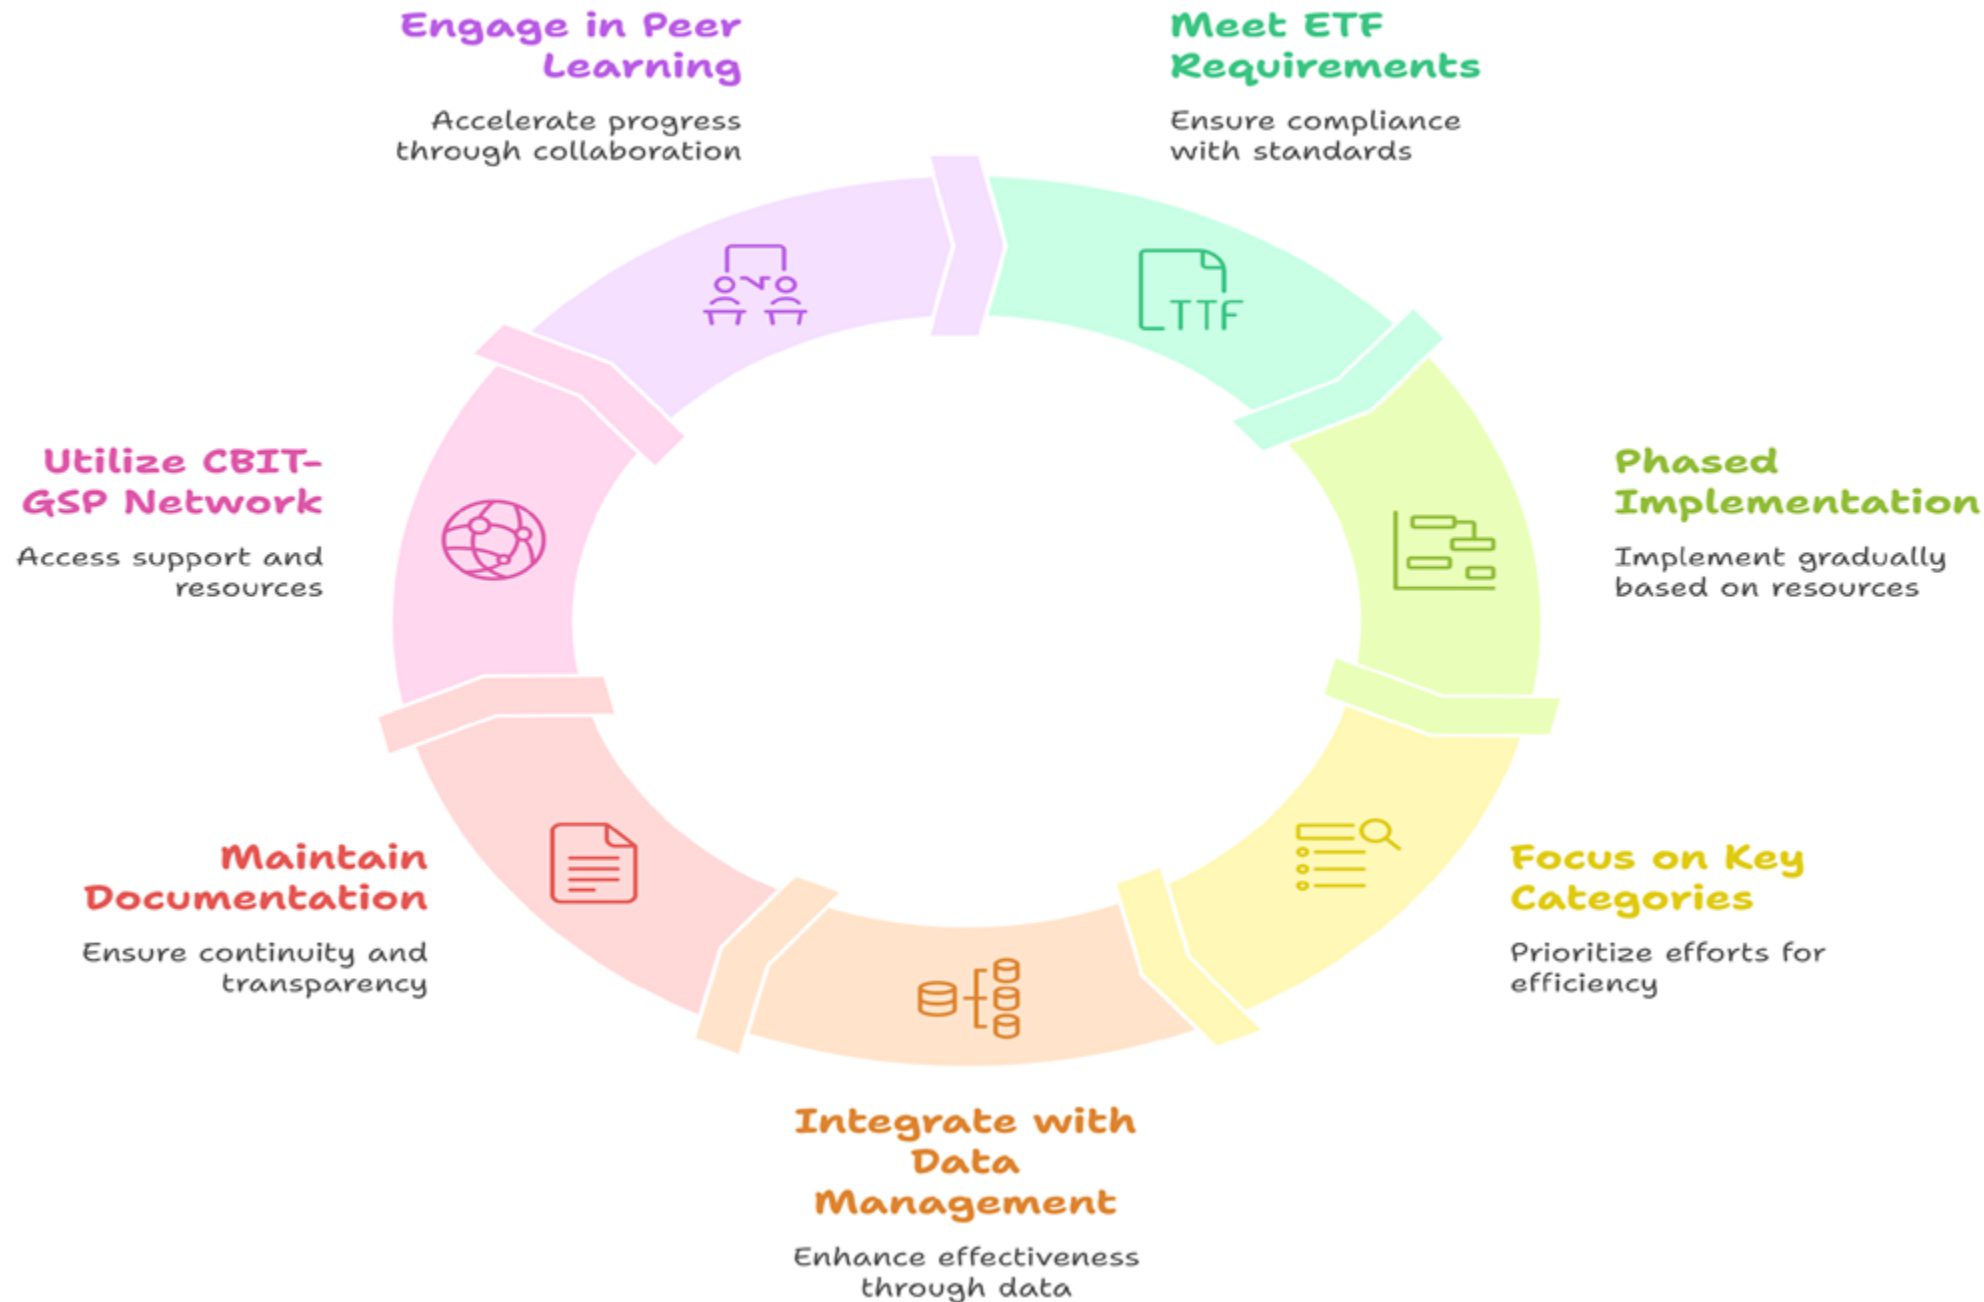 Engage in Peer
Learning
Accelerate progress
through collaboration
Meet ETF
Requirements
Ensure compliance
with standards
TTF
Phased
Implementation
Implement gradually
based on resources
Focus on Key
Categories
Prioritize efforts for
efficiency
Integrate with
Data
Management
Enhance effectiveness
through data
Maintain
Documentation
Ensure continuity and
transparency
Utilize CBIT-
GSP Network
Access support and
resources